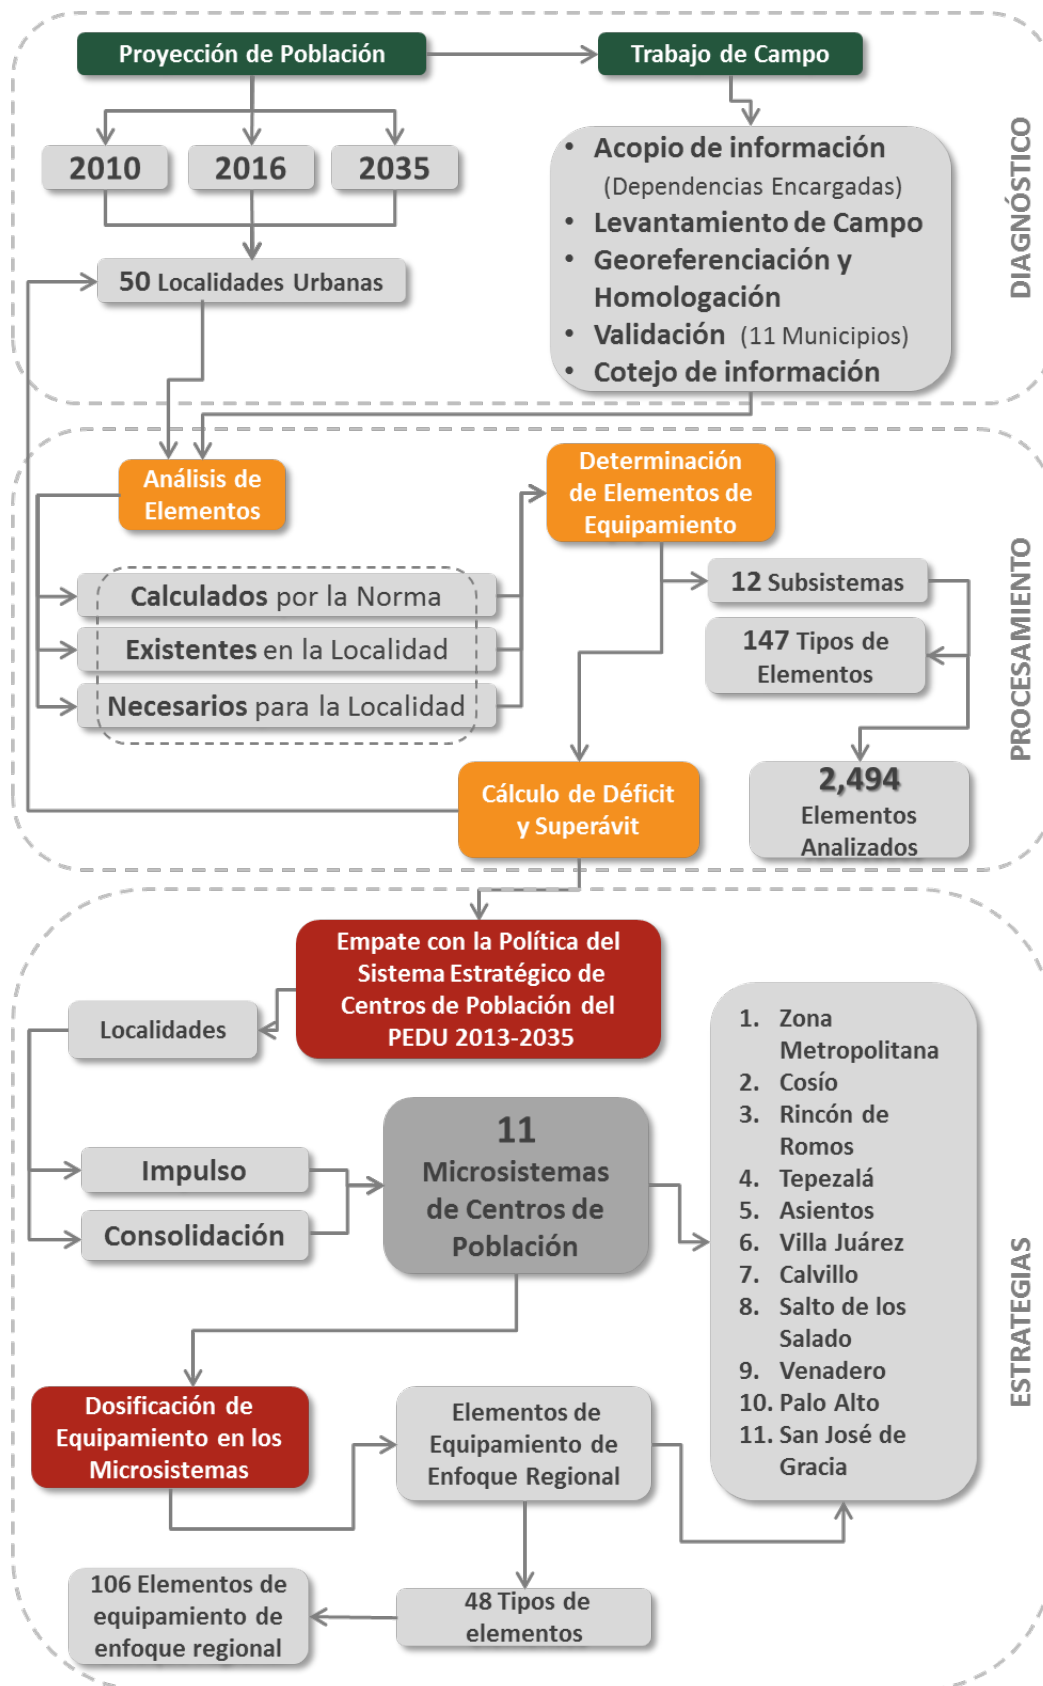 Proyección de Población
Trabajo de Campo
2010
2016
2035
50 Localidades Urbanas
• Acopio de información
(Dependencias Encargadas)
• Levantamiento de Campo
• Georeferenciación y
Homologación
• Validación (11 Municipios)
• Cotejo de información
DIAGNÓSTICO
Análisis de
Elementos
Calculados por la Norma
Existentes en la Localidad
Necesarios para la Localidad
Determinación
de Elementos de
Equipamiento
12 Subsistemas
147 Tipos de
Elementos
2,494
Elementos
Analizados
Cálculo de Déficit
y Superávit
PROCESAMIENTO
Empate con la Política del
Sistema Estratégico de
Centros de Población del
PEDU 2013-2035
Localidades
Impulso
Consolidación
11
Microsistemas
de Centros de
Población
1. Zona
Metropolitana
2. Cosío
3. Rincón de
Romos
4. Tepezalá
5. Asientos
6. Villa Juárez
7. Calvillo
8. Salto de los
Salado
9. Venadero
10. Palo Alto
11. San José de
Gracia
Dosificación de
Equipamiento en los
Microsistemas
Elementos de
Equipamiento de
Enfoque Regional
48 Tipos de
elementos
106 Elementos de
equipamiento de
enfoque regional
ESTRATEGIAS